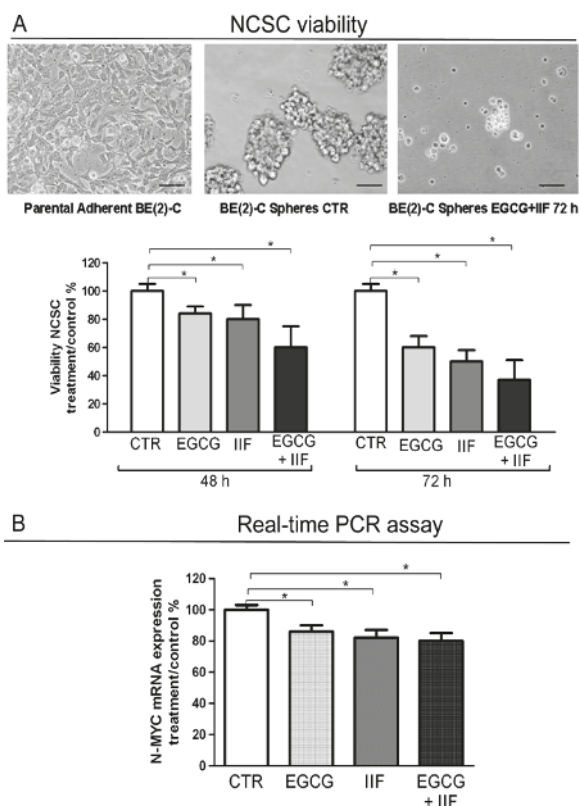 A
NCSC viability
Parental Adherent BE(2)-C
BE(2)-C Spheres CTR
BE(2)-C Spheres EGCG+IIF 72 h
Viability NCSC
treatment/control %
120
100
80
60
40
20
0
*
*
*
*
*
*
CTR
EGCG
IIF
EGCG
+ IIF
48 h
CTR
EGCG
IIF
EGCG
+ IIF
72 h
B
Real-time PCR assay
N-MYC mRNA expression
treatment/control %
120
100
80
60
40
20
0
*
*
*
CTR
EGCG
IIF
EGCG
+ IIF